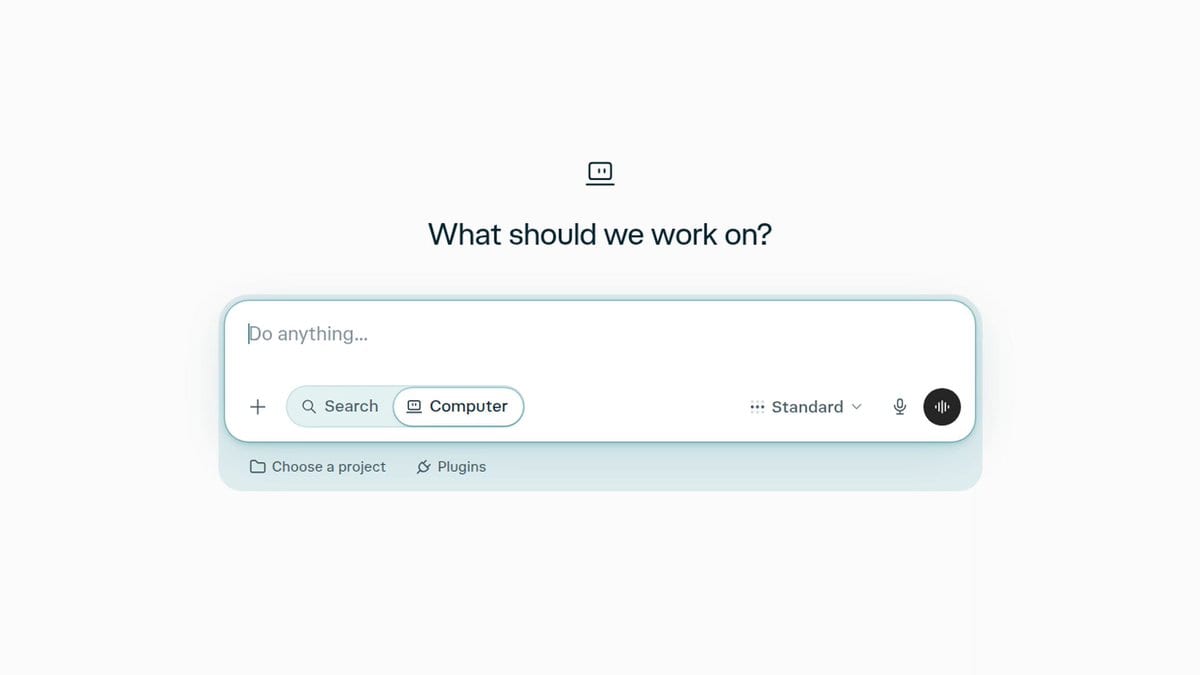 What should we work on?
Do anything...
Search Computer Standard
Choose a project Plugins